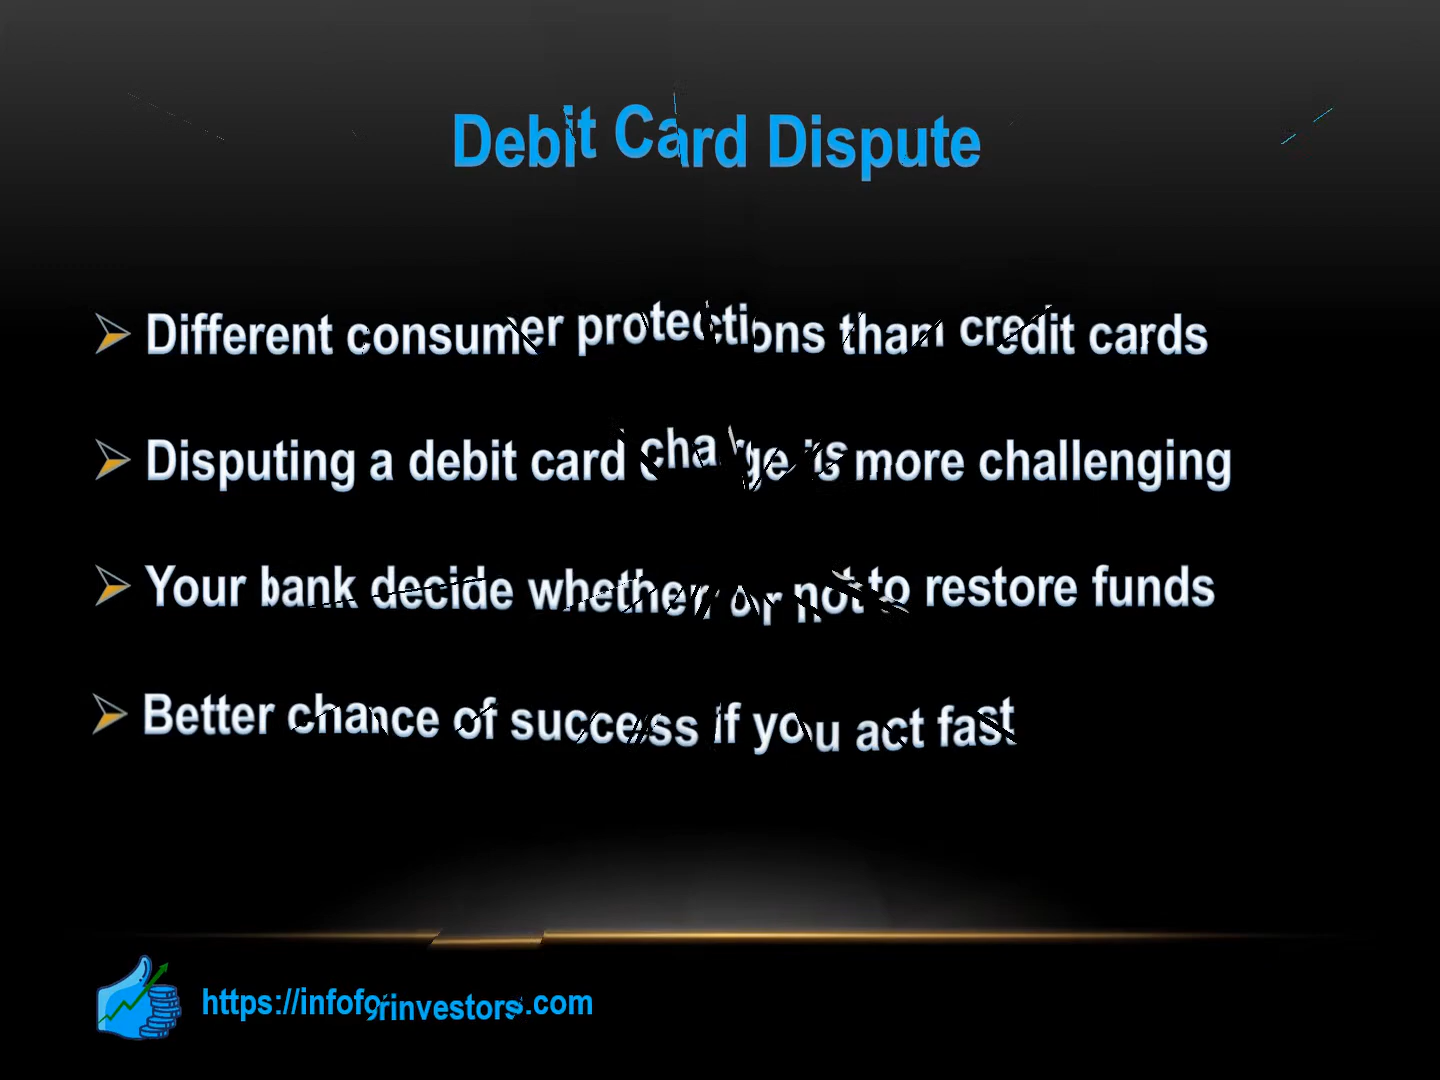 Debit Card Dispute
Different consumer protections than credit cards
Disputing a debit card charge is more challenging
Your bank decide whether or not to restore funds
Better chance of success if you act fast
https://infoforinvestors.com